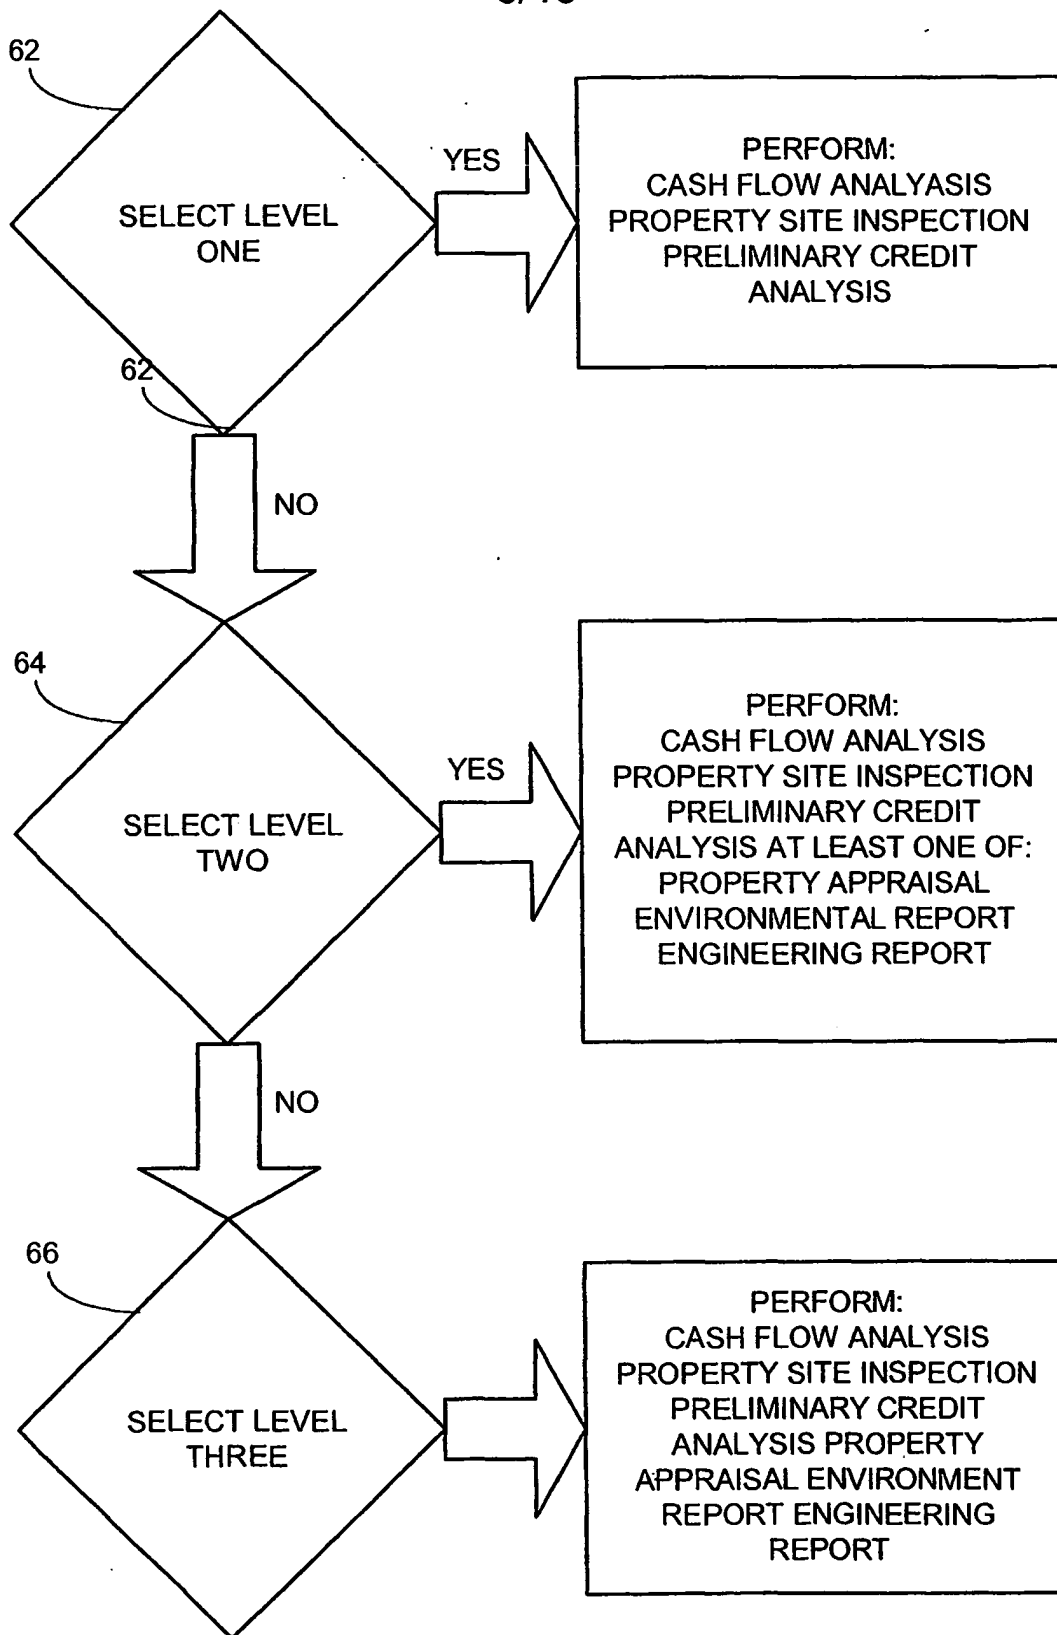 62
SELECT LEVEL
ONE
YES
PERFORM:
CASH FLOW ANALYASIS
PROPERTY SITE INSPECTION
PRELIMINARY CREDIT
ANALYSIS
62
NO
64
SELECT LEVEL
TWO
YES
PERFORM:
CASH FLOW ANALYSIS
PROPERTY SITE INSPECTION
PRELIMINARY CREDIT
ANALYSIS AT LEAST ONE OF:
PROPERTY APPRAISAL
ENVIRONMENTAL REPORT
ENGINEERING REPORT
NO
66
SELECT LEVEL
THREE
PERFORM:
CASH FLOW ANALYSIS
PROPERTY SITE INSPECTION
PRELIMINARY CREDIT
ANALYSIS PROPERTY
APPRAISAL ENVIRONMENT
REPORT ENGINEERING
REPORT